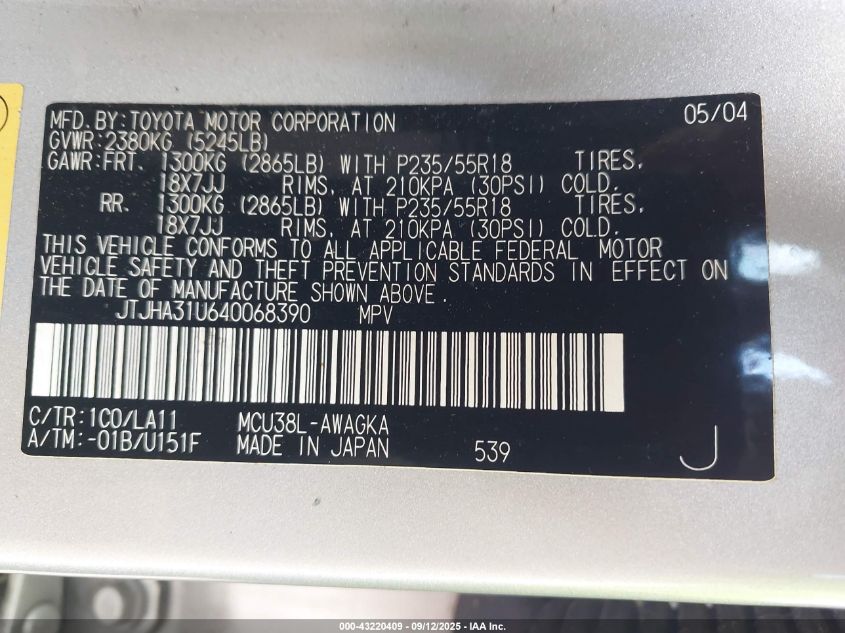 MFD. BY: TOYOTA MOTOR CORPORATION 05/04
GVWR: 2380KG (5245LB)
GAWR: FRT. 1300KG (2865LB) WITH P235/55R18 TIRES,
18X7JJ RIMS, AT 210KPA (30PSI) COLD.
RR. 1300KG (2865LB) WITH P235/55R18 TIRES,
18X7JJ RIMS, AT 210KPA (30PSI) COLD.
THIS VEHICLE CONFORMS TO ALL APPLICABLE FEDERAL MOTOR
VEHICLE SAFETY AND THEFT PREVENTION STANDARDS IN EFFECT ON
THE DATE OF MANUFACTURE SHOWN ABOVE.
JTJHA31U640068390 MPV
C/TR: 1C0/LA11 MCU38L-AWAGKA
A/TM: -01B/U151F MADE IN JAPAN 539 J
000-43220409 - 09/12/2025 - IAA Inc.